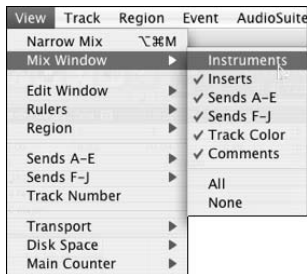 View Track Region Event AudioSuite
Narrow Mix ⌥⌘M
Mix Window
Instruments
✓ Inserts
✓ Sends A-E
✓ Sends F-J
✓ Track Color
✓ Comments
All
None
Edit Window
Rulers
Region
Sends A-E
Sends F-J
Track Number
Transport
Disk Space
Main Counter